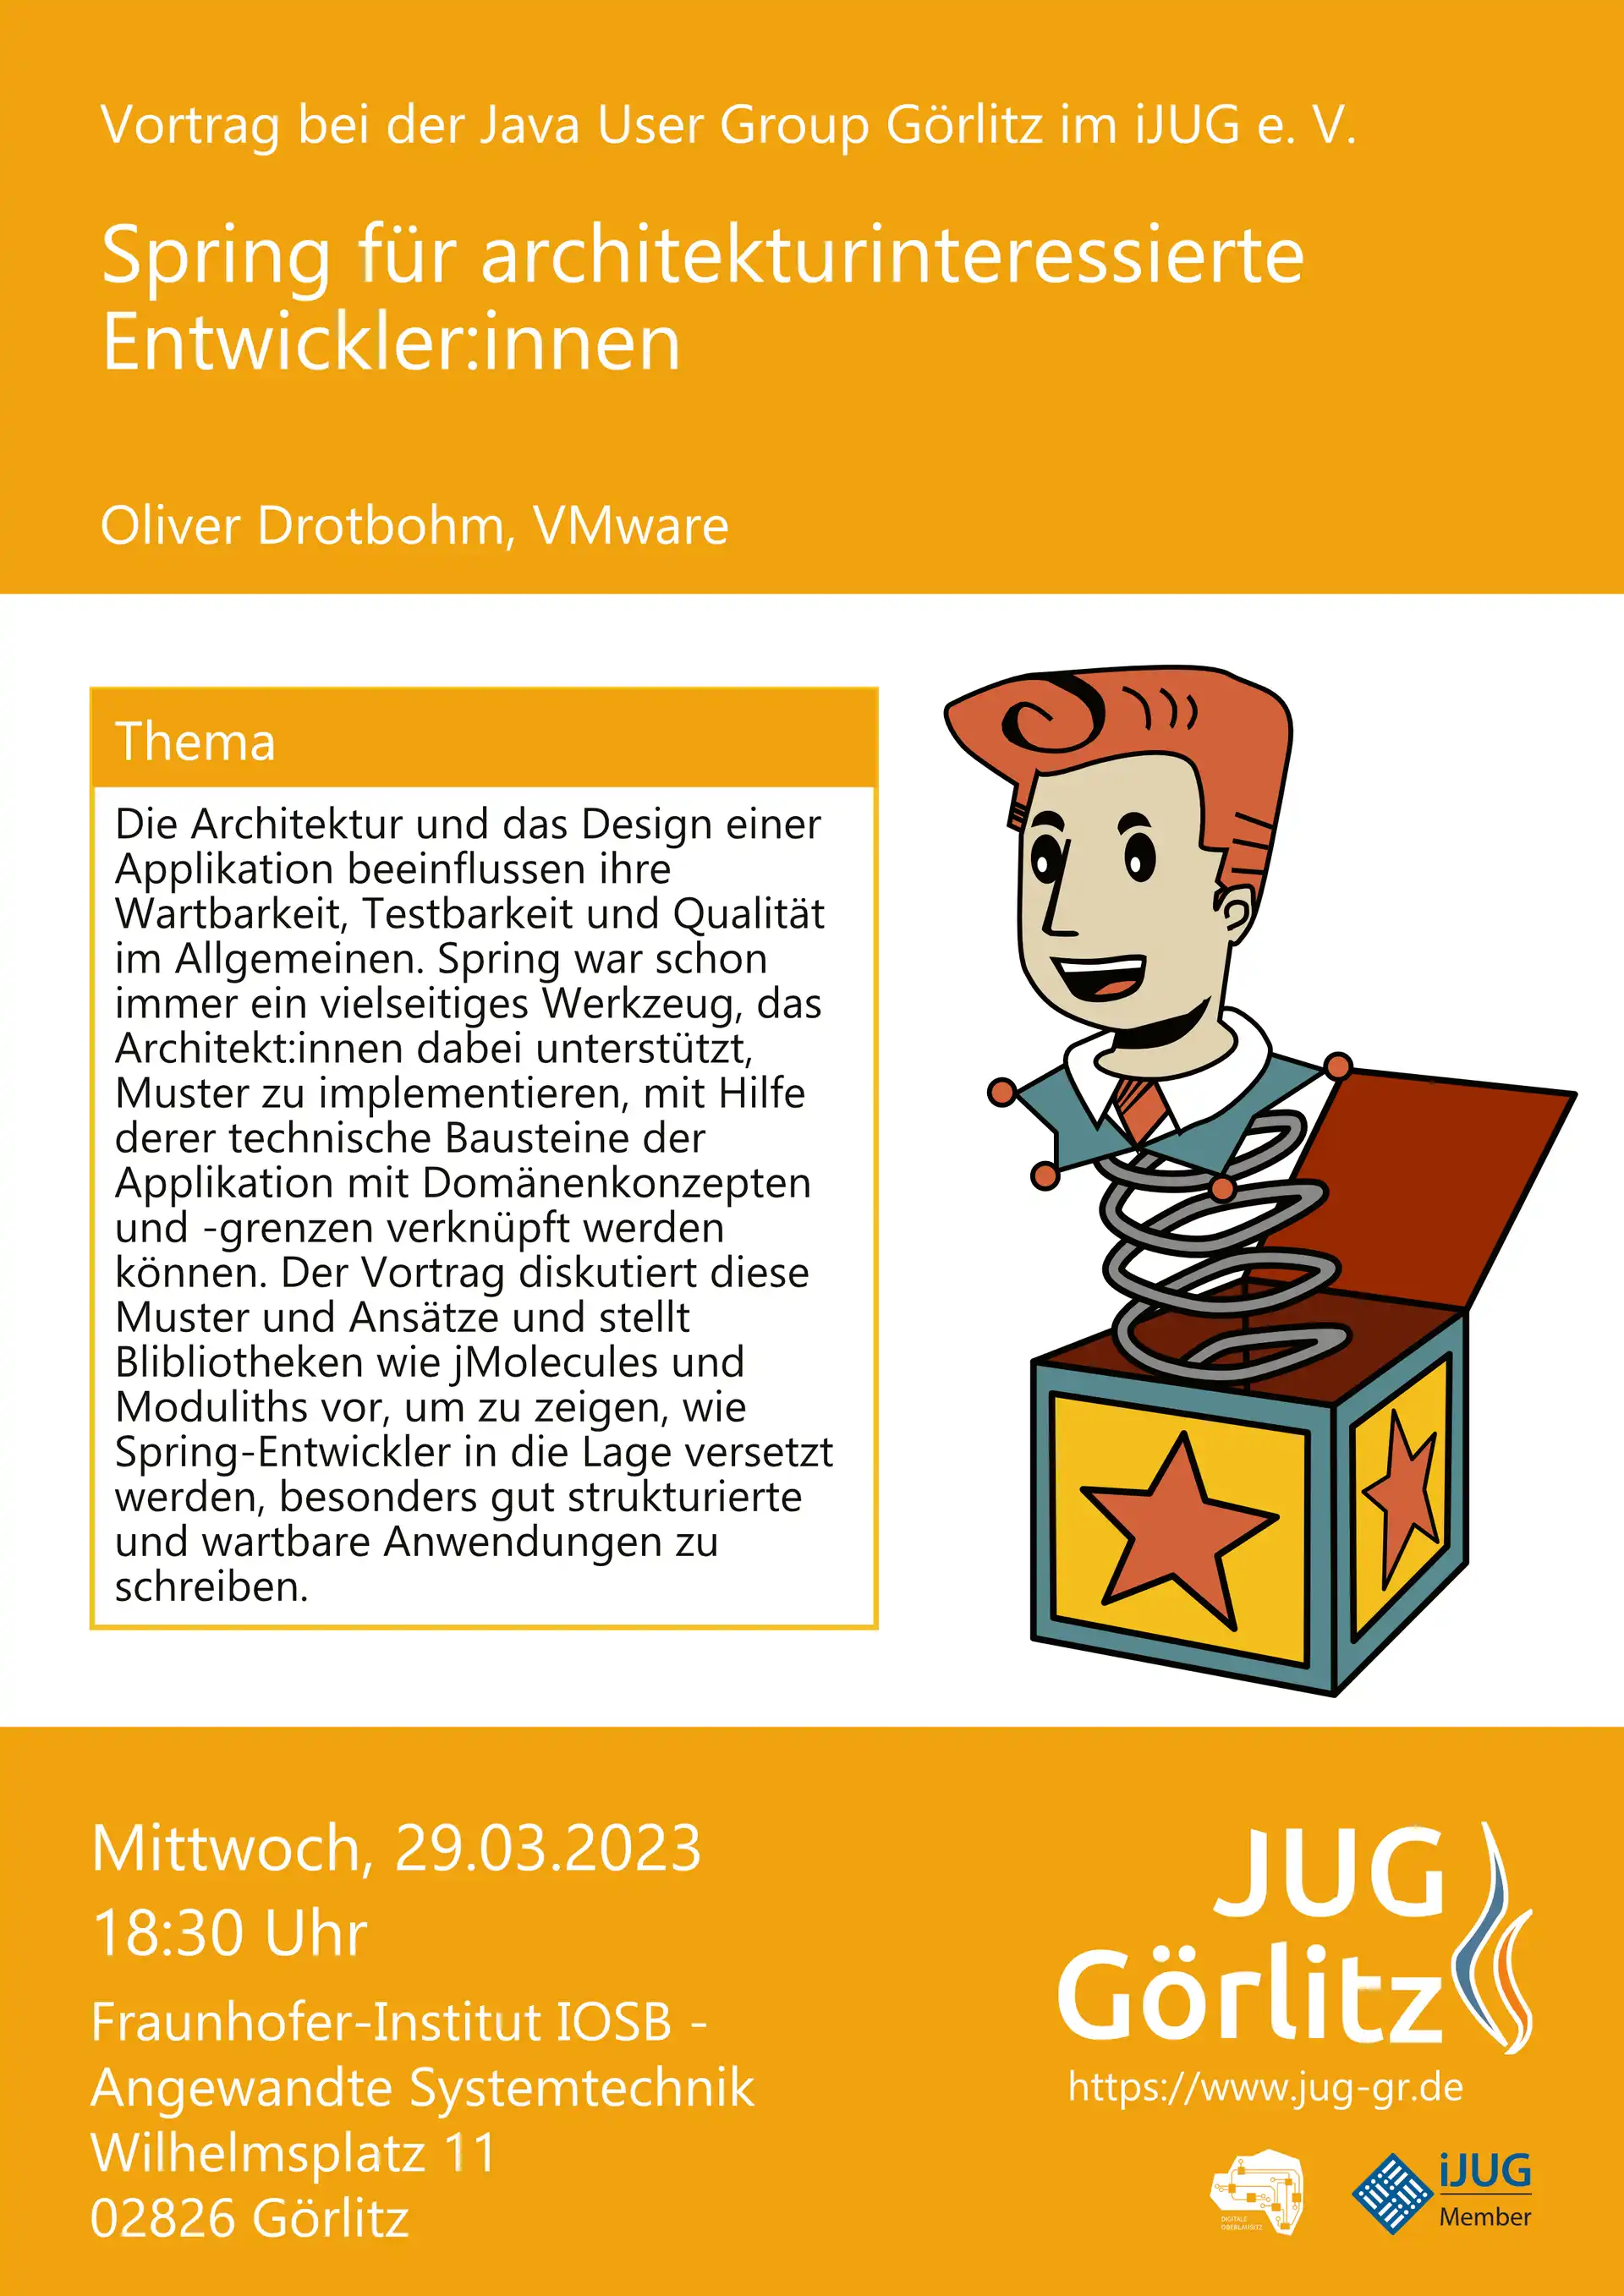 Vortrag bei der Java User Group Görlitz im iJUG e. V.
Spring für architekturinteressierte
Entwickler:innen
Oliver Drotbohm, VMware
Thema
Die Architektur und das Design einer
Applikation beeinflussen ihre
Wartbarkeit, Testbarkeit und Qualität
im Allgemeinen. Spring war schon
immer ein vielseitiges Werkzeug, das
Architekt:innen dabei unterstützt,
Muster zu implementieren, mit Hilfe
derer technische Bausteine der
Applikation mit Domänenkonzepten
und -grenzen verknüpft werden
können. Der Vortrag diskutiert diese
Muster und Ansätze und stellt
Blibliotheken wie jMolecules und
Moduliths vor, um zu zeigen, wie
Spring-Entwickler in die Lage versetzt
werden, besonders gut strukturierte
und wartbare Anwendungen zu
schreiben.
Mittwoch, 29.03.2023
18:30 Uhr
Fraunhofer-Institut IOSB -
Angewandte Systemtechnik
Wilhelmsplatz 11
02826 Görlitz
JUG
Görlitz
https://www.jug-gr.de
DIGITALE
OBERLAUSITZ
iJUG
Member